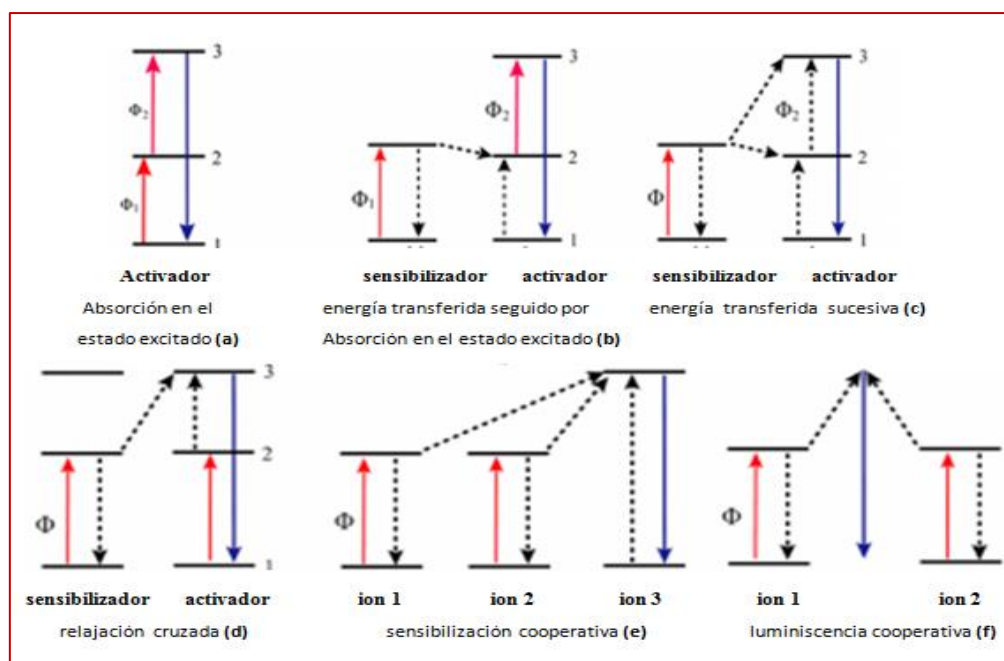 3
Φ₂
2
Φ₁
1
Activador
Absorción en el
estado excitado (a)
3
Φ₂
2
Φ₁
1
sensibilizador activador
energía transferida seguido por
Absorción en el estado excitado (b)
3
Φ₂
2
Φ
1
sensibilizador activador
energía transferida sucesiva (c)
3
2
Φ
1
sensibilizador activador
relajación cruzada (d)
Φ
ion 1 ion 2 ion 3
sensibilización cooperativa (e)
Φ
ion 1 ion 2
luminiscencia cooperativa (f)